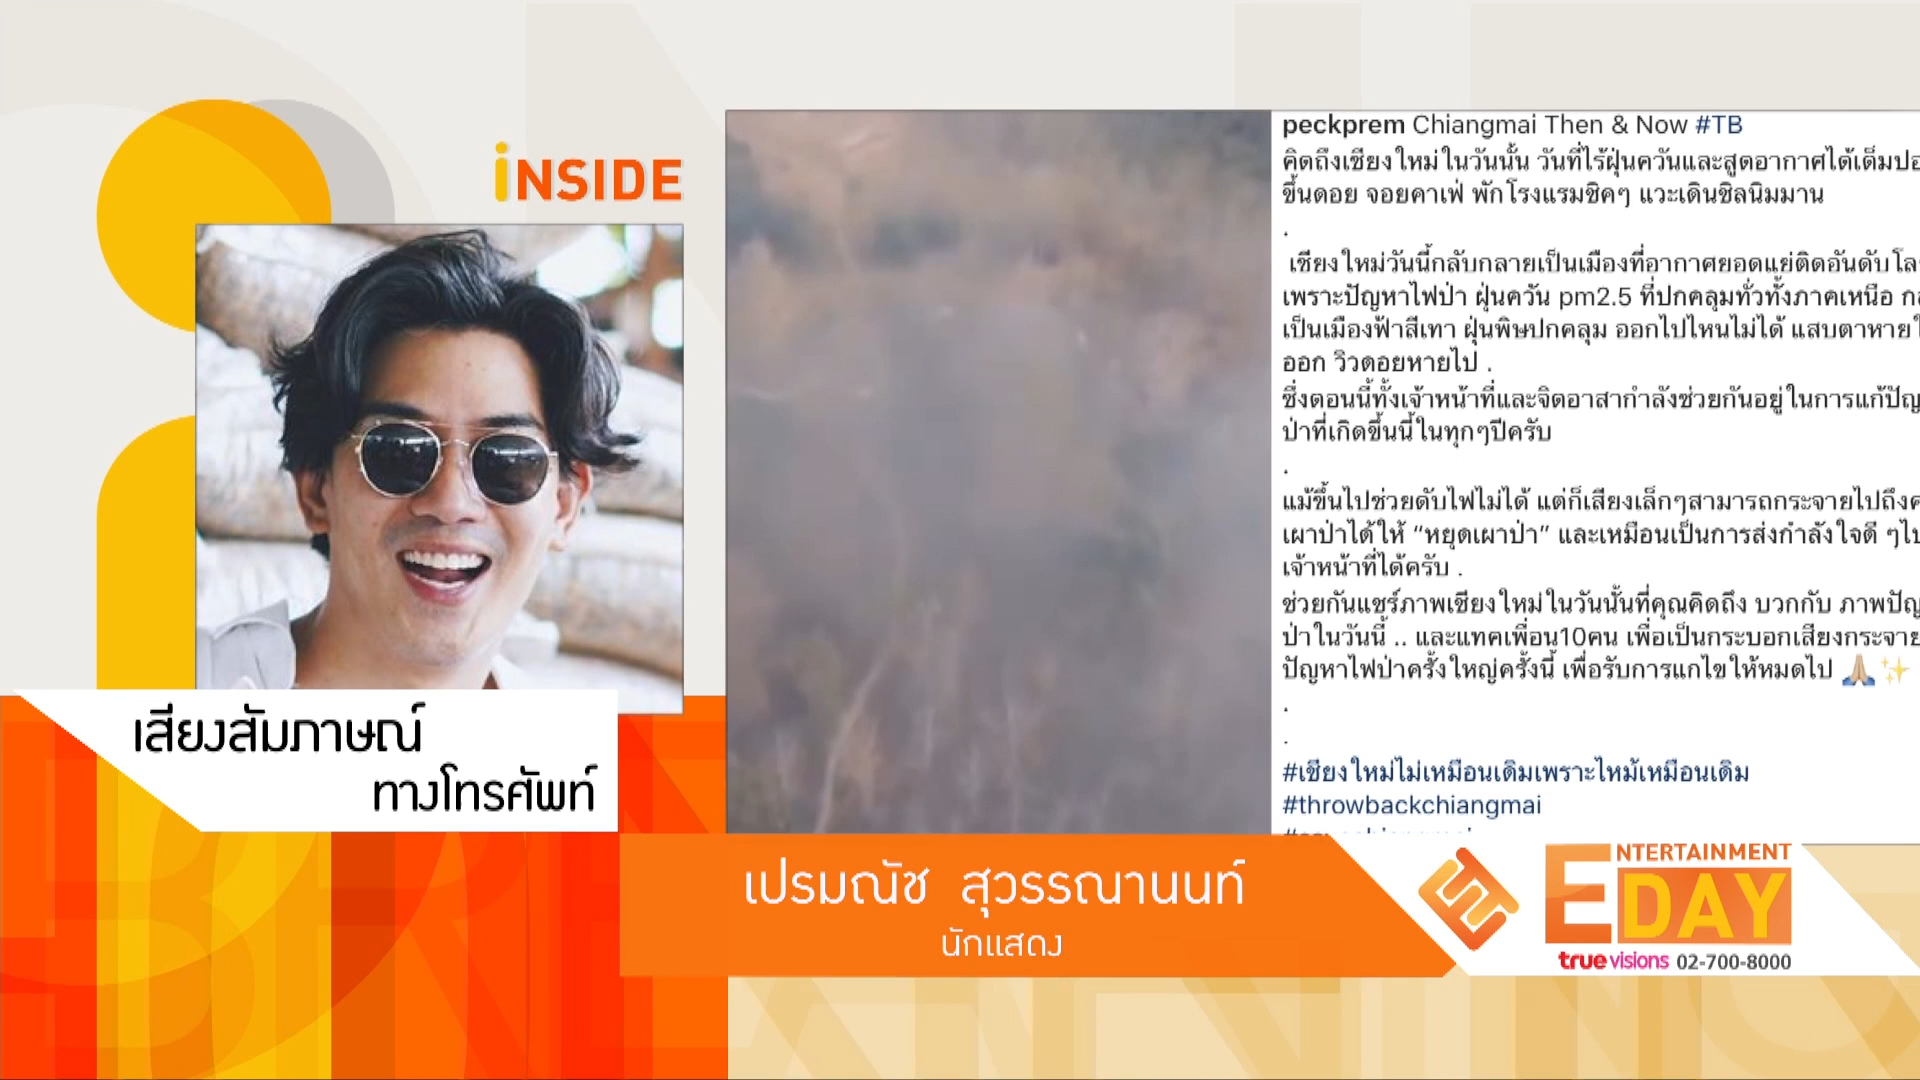 iNSIDE
peckprem Chiangmai Then & Now #TB
คิดถึงเชียงใหม่ในวันนั้น วันที่ไร้ฝุ่นควันและสูดอากาศได้เต็มปอ
ขึ้นดอย จอยคาเฟ่ พักโรงแรมชิคๆ แวะเดินชิลนิมมาน
.
เชียงใหม่วันนี้กลับกลายเป็นเมืองที่อากาศยอดแย่ติดอันดับโล
เพราะปัญหาไฟป่า ฝุ่นควัน pm2.5 ที่ปกคลุมทั่วทั้งภาคเหนือ
เป็นเมืองฟ้าสีเทา ฝุ่นพิษปกคลุม ออกไปไหนไม่ได้ แสบตาหายใ
ออก วิวดอยหายไป .
ซึ่งตอนนี้ทั้งเจ้าหน้าที่และจิตอาสากำลังช่วยกันอยู่ในการแก้ปัญ
ป่าที่เกิดขึ้นนี้ในทุกๆปีครับ
.
แม้ขึ้นไปช่วยดับไฟไม่ได้ แต่ก็เสียงเล็กๆสามารถกระจายไปถึงค
เผาป่าได้ให้ “หยุดเผาป่า” และเหมือนเป็นการส่งกำลังใจดี ๆไป
เจ้าหน้าที่ได้ครับ .
ช่วยกันแชร์ภาพเชียงใหม่ในวันนั้นที่คุณคิดถึง บวกกับ ภาพปัญ
ป่าในวันนี้ .. และแทคเพื่อน10คน เพื่อเป็นกระบอกเสียงกระจาย
ปัญหาไฟป่าครั้งใหญ่ครั้งนี้ เพื่อรับการแกไขให้หมดไป 🙏🏼✨
.
.
#เชียงใหม่ไม่เหมือนเดิมเพราะไหม้เหมือนเดิม
#throwbackchiangmai
เสียงสัมภาษณ์
ทางโทรศัพท์
เปรมณัช สุวรรณานนท์
นักแสดง
ENTERTAINMENT
EDAY
truevisions 02-700-8000